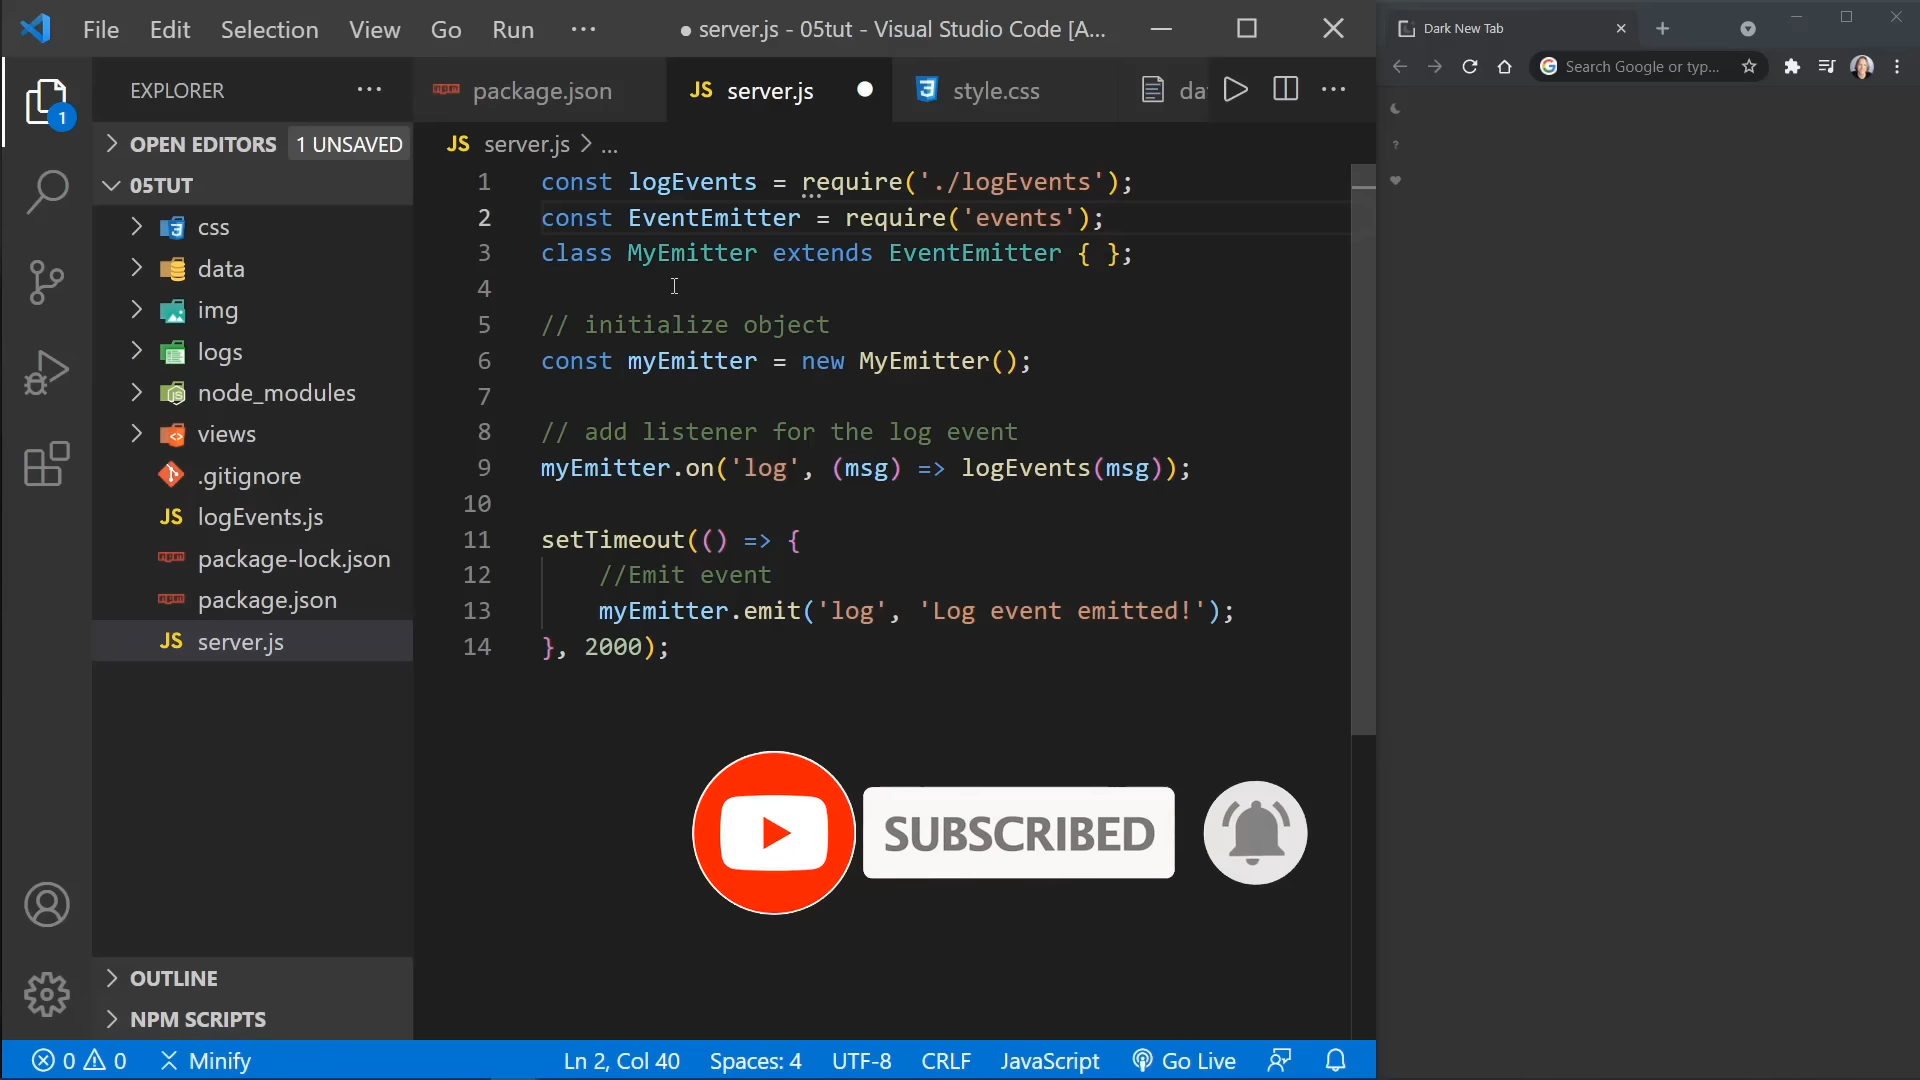 File Edit Selection View Go Run ···
● server.js - 05tut - Visual Studio Code [A...
Dark New Tab
Search Google or typ...
EXPLORER ···
package.json
JS server.js
style.css
da
1
OPEN EDITORS 1 UNSAVED
05TUT
css
data
img
logs
node_modules
views
.gitignore
JS logEvents.js
package-lock.json
package.json
JS server.js
OUTLINE
NPM SCRIPTS
JS server.js > ...
1 const logEvents = require('./logEvents');
2 const EventEmitter = require('events');
3 class MyEmitter extends EventEmitter { };
4
5 // initialize object
6 const myEmitter = new MyEmitter();
7
8 // add listener for the log event
9 myEmitter.on('log', (msg) => logEvents(msg));
10
11 setTimeout(() => {
12 //Emit event
13 myEmitter.emit('log', 'Log event emitted!');
14 }, 2000);
SUBSCRIBED
0 0 Minify
Ln 2, Col 40 Spaces: 4 UTF-8 CRLF JavaScript Go Live